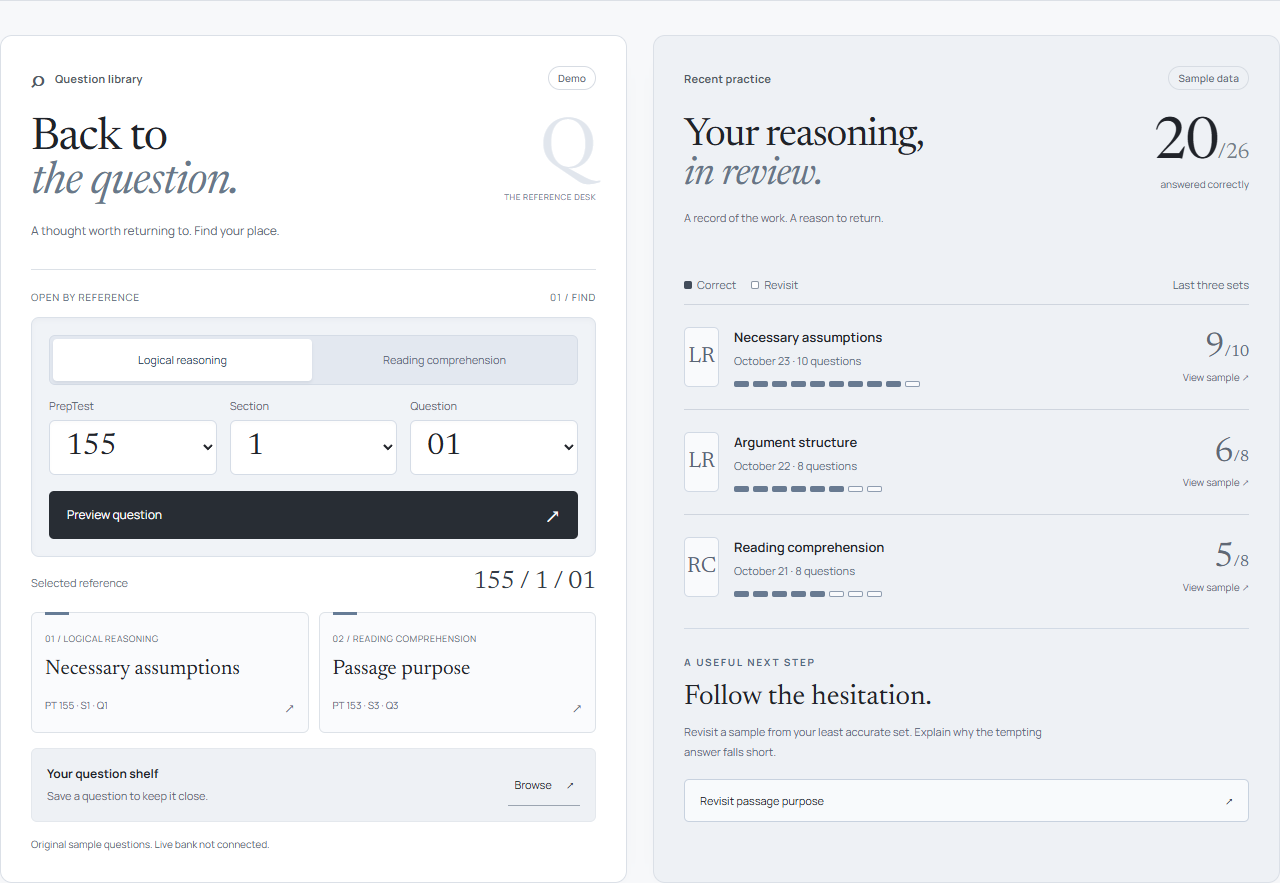 Question library
Demo
Back to
the question.
Q
THE REFERENCE DESK
A thought worth returning to. Find your place.
OPEN BY REFERENCE
01 / FIND
Logical reasoning
Reading comprehension
PrepTest
Section
Question
155
1
01
Preview question ↗
Selected reference
155 / 1 / 01
01 / LOGICAL REASONING
Necessary assumptions
PT 155 · S1 · Q1 ↗
02 / READING COMPREHENSION
Passage purpose
PT 153 · S3 · Q3 ↗
Your question shelf
Save a question to keep it close.
Browse ↗
Original sample questions. Live bank not connected.
Recent practice
Sample data
Your reasoning,
in review.
20/26
answered correctly
A record of the work. A reason to return.
Correct
Revisit
Last three sets
LR
Necessary assumptions
October 23 · 10 questions
9/10
View sample ↗
LR
Argument structure
October 22 · 8 questions
6/8
View sample ↗
RC
Reading comprehension
October 21 · 8 questions
5/8
View sample ↗
A USEFUL NEXT STEP
Follow the hesitation.
Revisit a sample from your least accurate set. Explain why the tempting
answer falls short.
Revisit passage purpose ↗